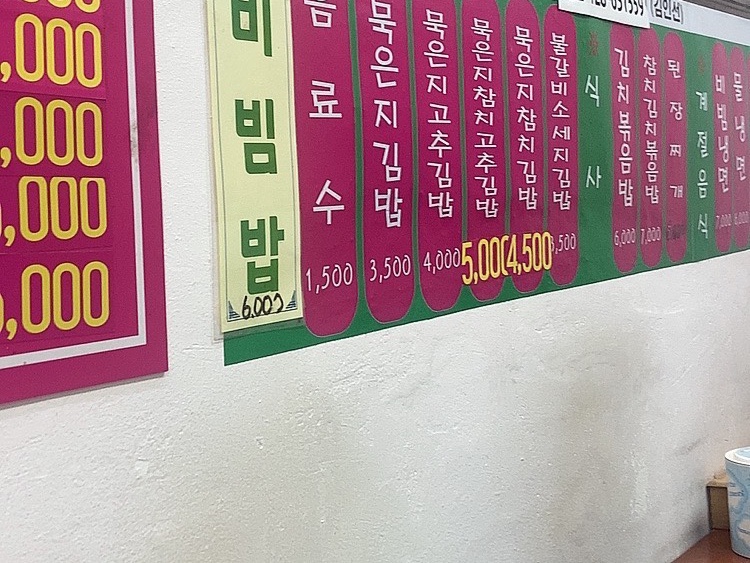 ,000
,000
,000
,000
비빔밥
6,000
음료수
1,500
묵은지김밥
3,500
묵은지고추김밥
4,000
묵은지참치고추김밥
5,000
묵은지참치김밥
4,500
불갈비소세지김밥
3,500
식사
김치볶음밥
6,000
참치김치볶음밥
7,000
된장찌개
계절음식
비빔냉면
7,000
물냉면
6,000
(김인선)